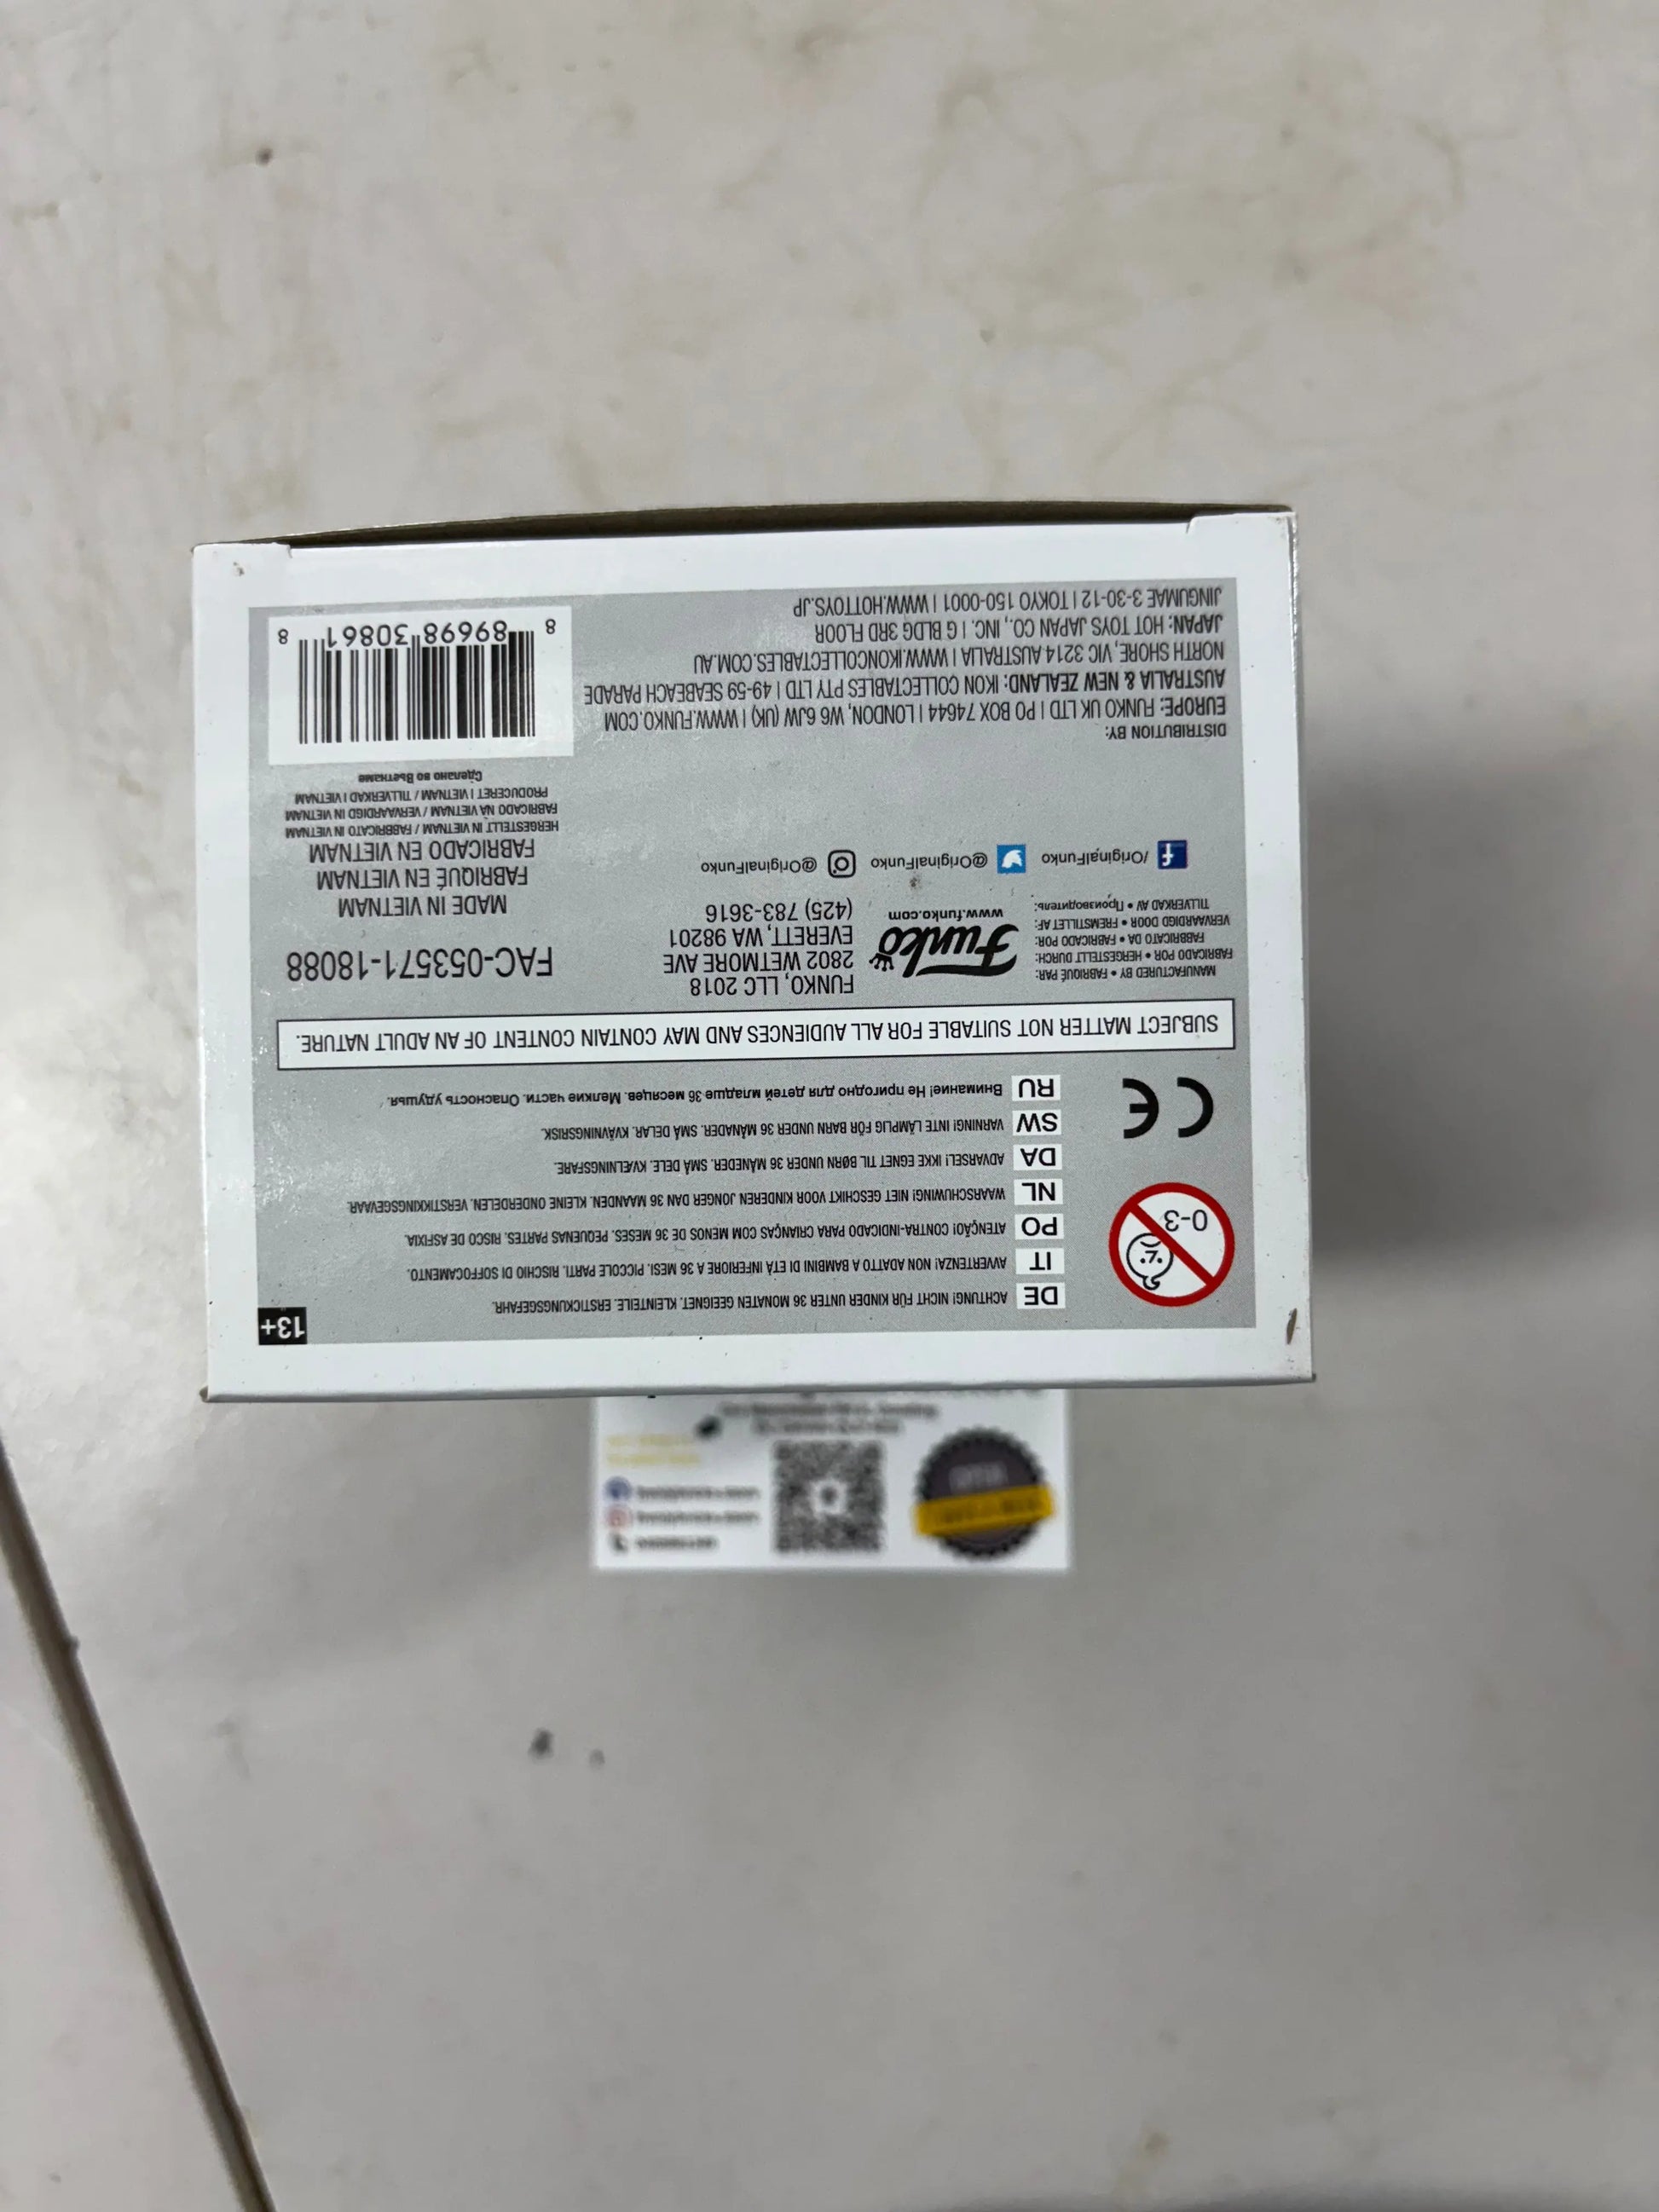 13+
DE ACHTUNG! NICHT FÜR KINDER UNTER 36 MONATEN GEEIGNET. KLEINTEILE. ERSTICKUNGSGEFAHR.
IT AVVERTENZA! NON ADATTO A BAMBINI DI ETÀ INFERIORE A 36 MESI. PICCOLE PARTI. RISCHIO DI SOFFOCAMENTO.
PO ATENÇÃO! CONTRA-INDICADO PARA CRIANÇAS COM MENOS DE 36 MESES. PEQUENAS PARTES. RISCO DE ASFIXIA.
NL WAARSCHUWING! NIET GESCHIKT VOOR KINDEREN JONGER DAN 36 MAANDEN. KLEINE ONDERDELEN. VERSTIKKINGSGEVAAR.
DA ADVARSEL! IKKE EGNET TIL BØRN UNDER 36 MÅNEDER. SMÅ DELE. KVÆLNINGSFARE.
SW VARNING! INTE LÄMPLIG FÖR BARN UNDER 36 MÅNADER. SMÅ DELAR. KVÄVNINGSRISK.
RU Внимание! Не пригодно для детей младше 36 месяцев. Мелкие части. Опасность удушья.
0-3
CE
SUBJECT MATTER NOT SUITABLE FOR ALL AUDIENCES AND MAY CONTAIN CONTENT OF AN ADULT NATURE.
MANUFACTURED BY • FABRIQUÉ PAR:
FABRICADO POR • HERGESTELLT DURCH:
FABBRICATO DA • FABRICADO POR:
VERVAARDIGD DOOR • FREMSTILLET AF:
TILLVERKAD AV • Производитель:
Funko
www.funko.com
FUNKO, LLC 2018
2802 WETMORE AVE
EVERETT, WA 98201
(425) 783-3616
FAC-053571-18088
MADE IN VIETNAM
FABRIQUÉ EN VIETNAM
FABRICADO EN VIETNAM
HERGESTELLT IN VIETNAM / FABBRICATO IN VIETNAM
FABRICADO NA VIETNAM / VERVAARDIGD IN VIETNAM
PRODUCERET I VIETNAM / TILLVERKAD I VIETNAM
Сделано во Вьетнаме
/OriginalFunko
@OriginalFunko
@OriginalFunko
DISTRIBUTION BY:
EUROPE: FUNKO UK LTD | PO BOX 74644 | LONDON, W6 6JW (UK) | WWW.FUNKO.COM
AUSTRALIA & NEW ZEALAND: IKON COLLECTABLES PTY LTD | 49-59 SEABEACH PARADE
NORTH SHORE, VIC 3214 AUSTRALIA | WWW.IKONCOLLECTABLES.COM.AU
JAPAN: HOT TOYS JAPAN CO., INC. | G BLDG 3RD FLOOR
JINGUMAE 3-30-12 | TOKYO 150-0001 | WWW.HOTTOYS.JP
8 89698 30861 8